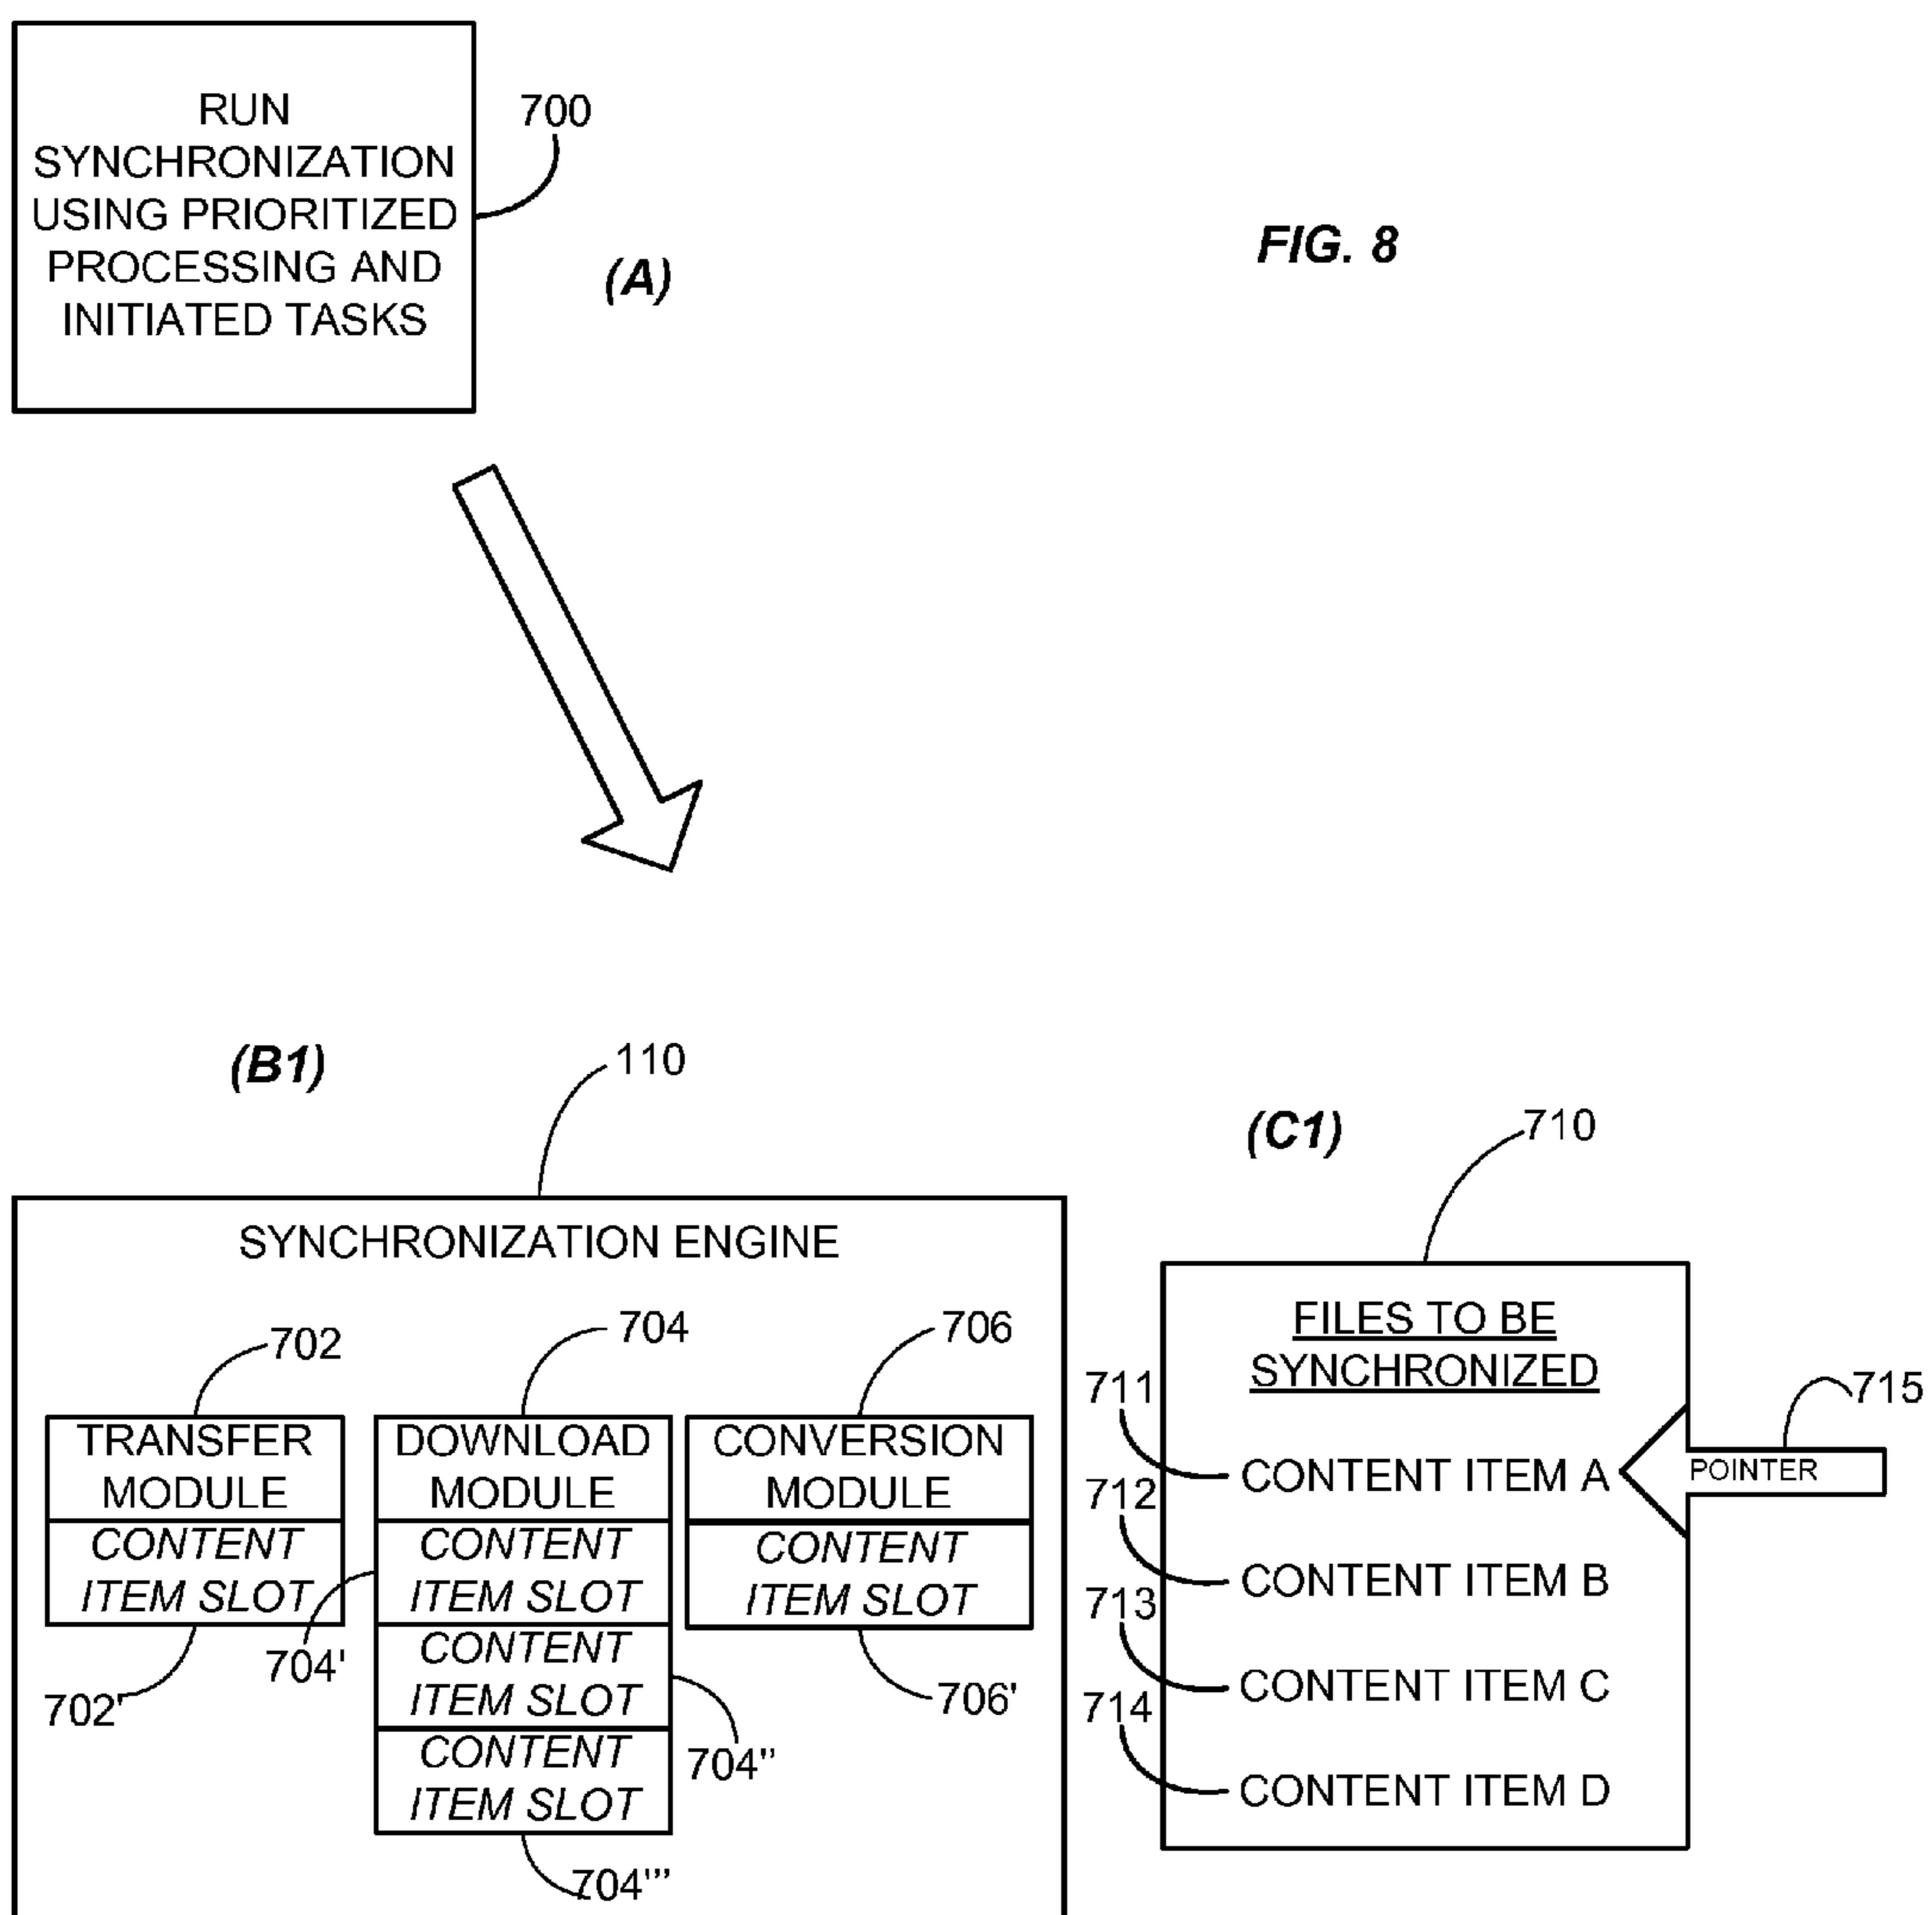 RUN
SYNCHRONIZATION
USING PRIORITIZED
PROCESSING AND
INITIATED TASKS
700
(A)
FIG. 8
(B1)
110
SYNCHRONIZATION ENGINE
702
704
706
TRANSFER
MODULE
CONTENT
ITEM SLOT
702'
DOWNLOAD
MODULE
CONTENT
ITEM SLOT
704'
CONTENT
ITEM SLOT
704''
CONTENT
ITEM SLOT
704'''
CONVERSION
MODULE
CONTENT
ITEM SLOT
706'
(C1)
710
FILES TO BE
SYNCHRONIZED
711
CONTENT ITEM A
POINTER
715
712
CONTENT ITEM B
713
CONTENT ITEM C
714
CONTENT ITEM D